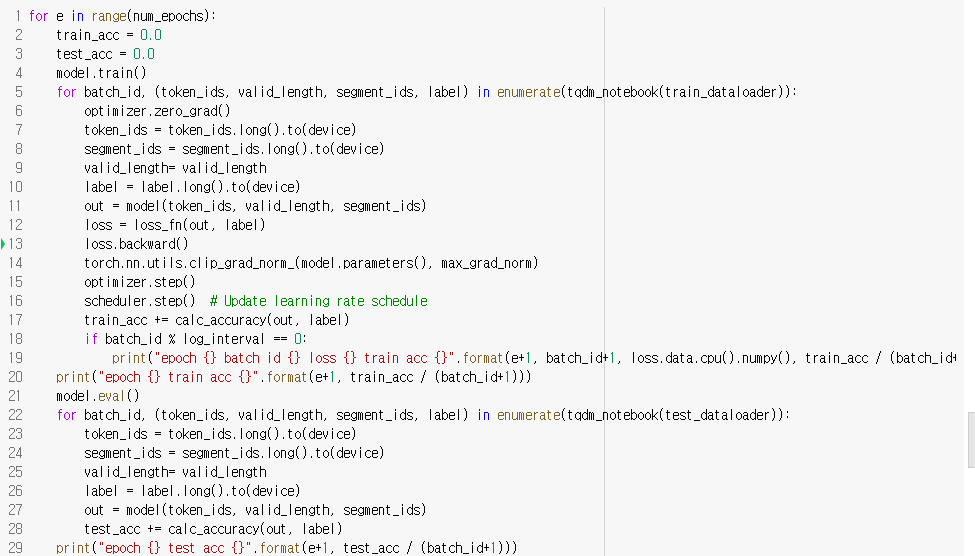 1 for e in range(num_epochs):
2     train_acc = 0.0
3     test_acc = 0.0
4     model.train()
5     for batch_id, (token_ids, valid_length, segment_ids, label) in enumerate(tqdm_notebook(train_dataloader)):
6         optimizer.zero_grad()
7         token_ids = token_ids.long().to(device)
8         segment_ids = segment_ids.long().to(device)
9         valid_length= valid_length
10         label = label.long().to(device)
11         out = model(token_ids, valid_length, segment_ids)
12         loss = loss_fn(out, label)
13         loss.backward()
14         torch.nn.utils.clip_grad_norm_(model.parameters(), max_grad_norm)
15         optimizer.step()
16         scheduler.step()  # Update learning rate schedule
17         train_acc += calc_accuracy(out, label)
18         if batch_id % log_interval == 0:
19             print("epoch {} batch id {} loss {} train acc {}".format(e+1, batch_id+1, loss.data.cpu().numpy(), train_acc / (batch_id+
20     print("epoch {} train acc {}".format(e+1, train_acc / (batch_id+1)))
21     model.eval()
22     for batch_id, (token_ids, valid_length, segment_ids, label) in enumerate(tqdm_notebook(test_dataloader)):
23         token_ids = token_ids.long().to(device)
24         segment_ids = segment_ids.long().to(device)
25         valid_length= valid_length
26         label = label.long().to(device)
27         out = model(token_ids, valid_length, segment_ids)
28         test_acc += calc_accuracy(out, label)
29     print("epoch {} test acc {}".format(e+1, test_acc / (batch_id+1)))